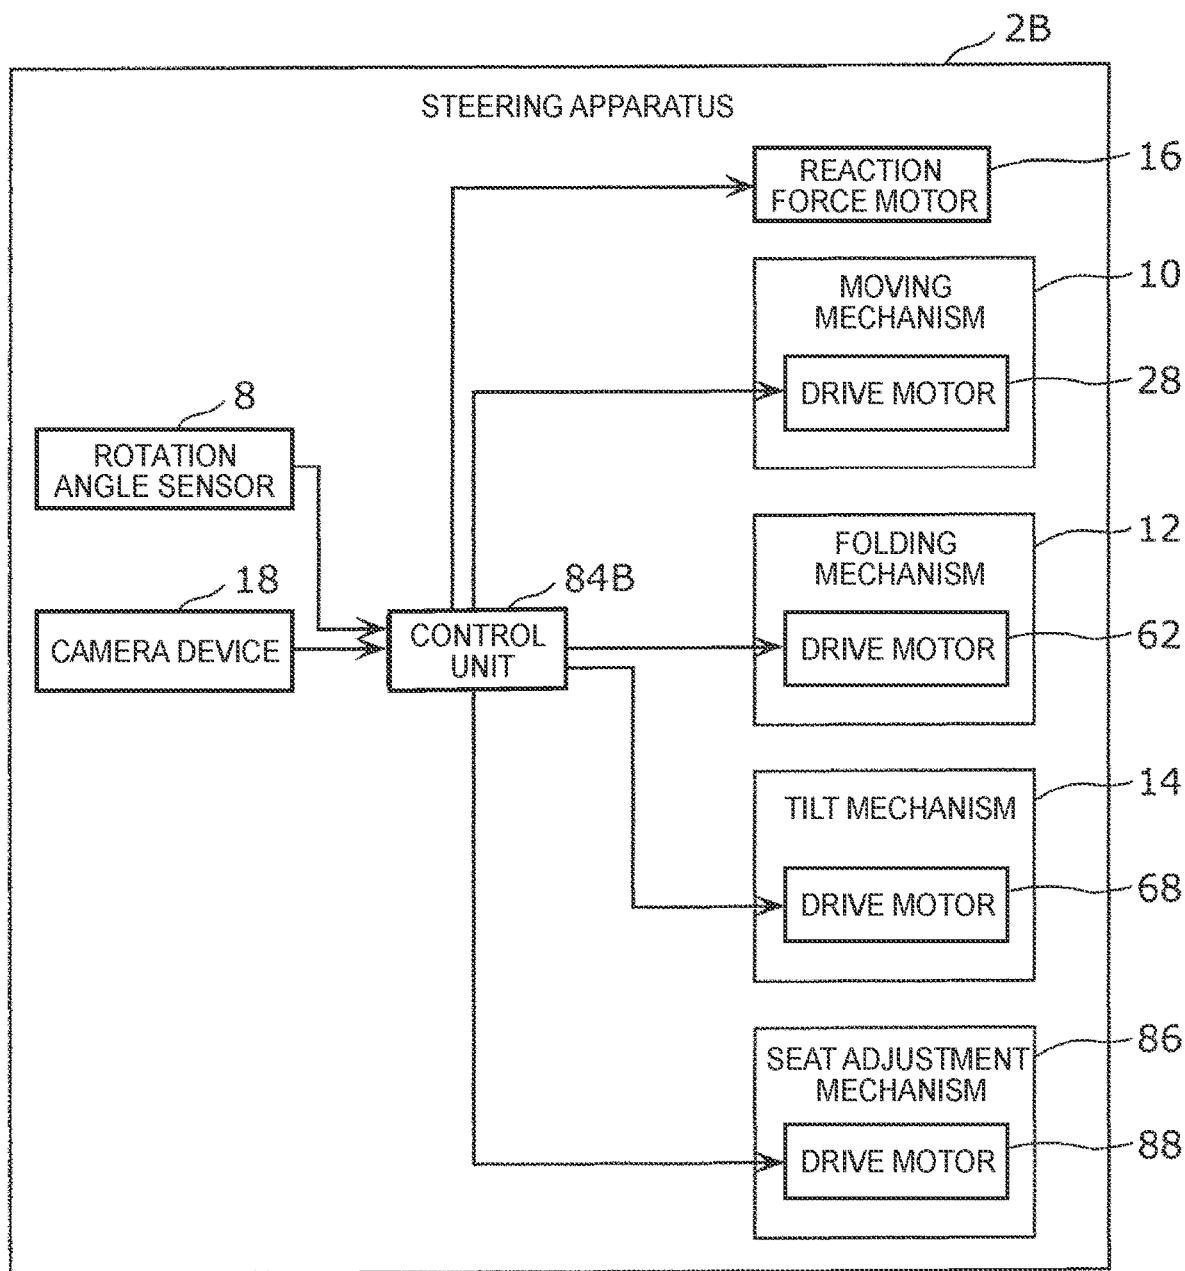 2B
STEERING APPARATUS
REACTION
FORCE MOTOR
16
MOVING
MECHANISM
10
DRIVE MOTOR
28
8
ROTATION
ANGLE SENSOR
FOLDING
MECHANISM
12
18
CAMERA DEVICE
84B
CONTROL
UNIT
DRIVE MOTOR
62
TILT MECHANISM
14
DRIVE MOTOR
68
SEAT ADJUSTMENT
MECHANISM
86
DRIVE MOTOR
88